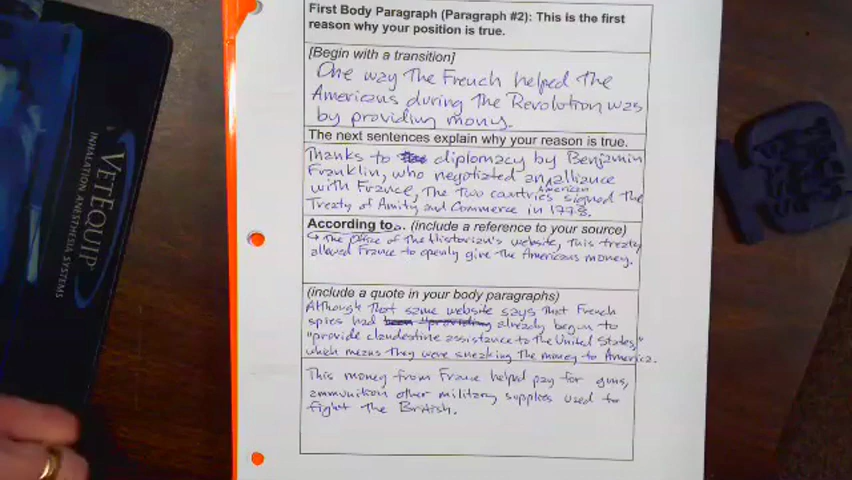 First Body Paragraph (Paragraph #2): This is the first
reason why your position is true.
[Begin with a transition]
One way the French helped the
Americans during the Revolution was
by providing mony.
The next sentences explain why your reason is true.
Thanks to diplomacy by Benjamin
Franklin, who negotiated an alliance
American
with France, the two countries signed the
Treaty of Amity and Commerce in 1778.
According to... (include a reference to your source)
↳ The Office of the Historian's website, this treaty
allowed France to openly give the Americans money.
(include a quote in your body paragraphs)
Although that same website says that French
spies had been "providing already begun to
"provide clandestine assistance to the United States,"
which means they were sneaking the money to America.
This money from France helped pay for guns,
ammunition other military supplies used to
fight the British.
VETEQUIP
INHALATION ANESTHESIA SYSTEMS